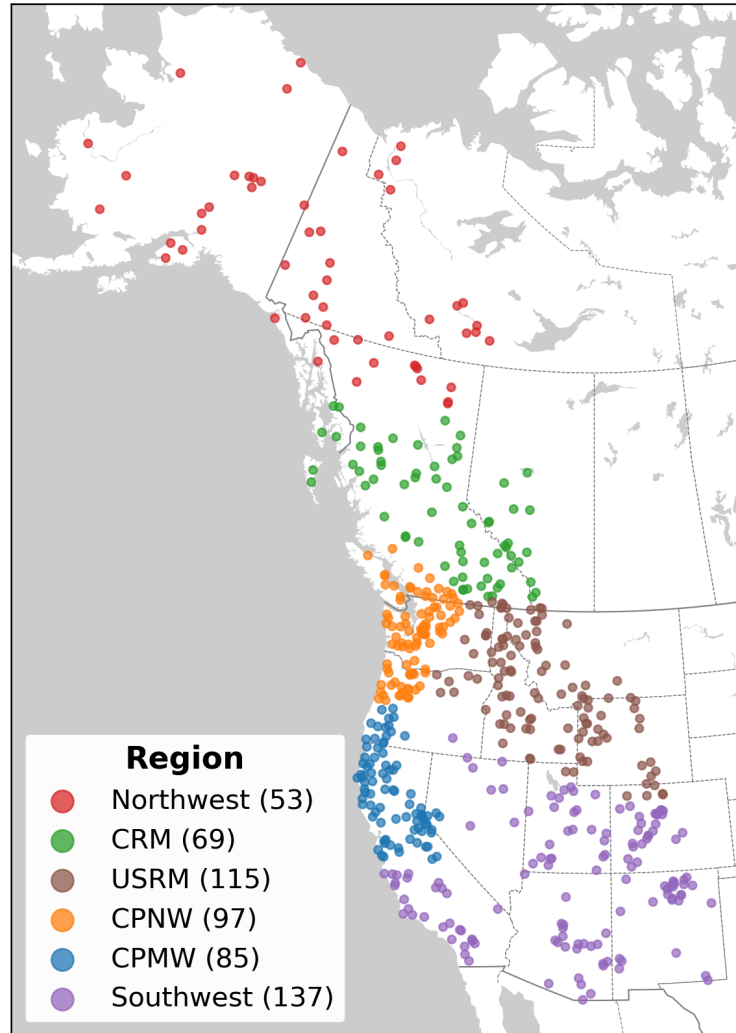 Region
Northwest (53)
CRM (69)
USRM (115)
CPNW (97)
CPMW (85)
Southwest (137)